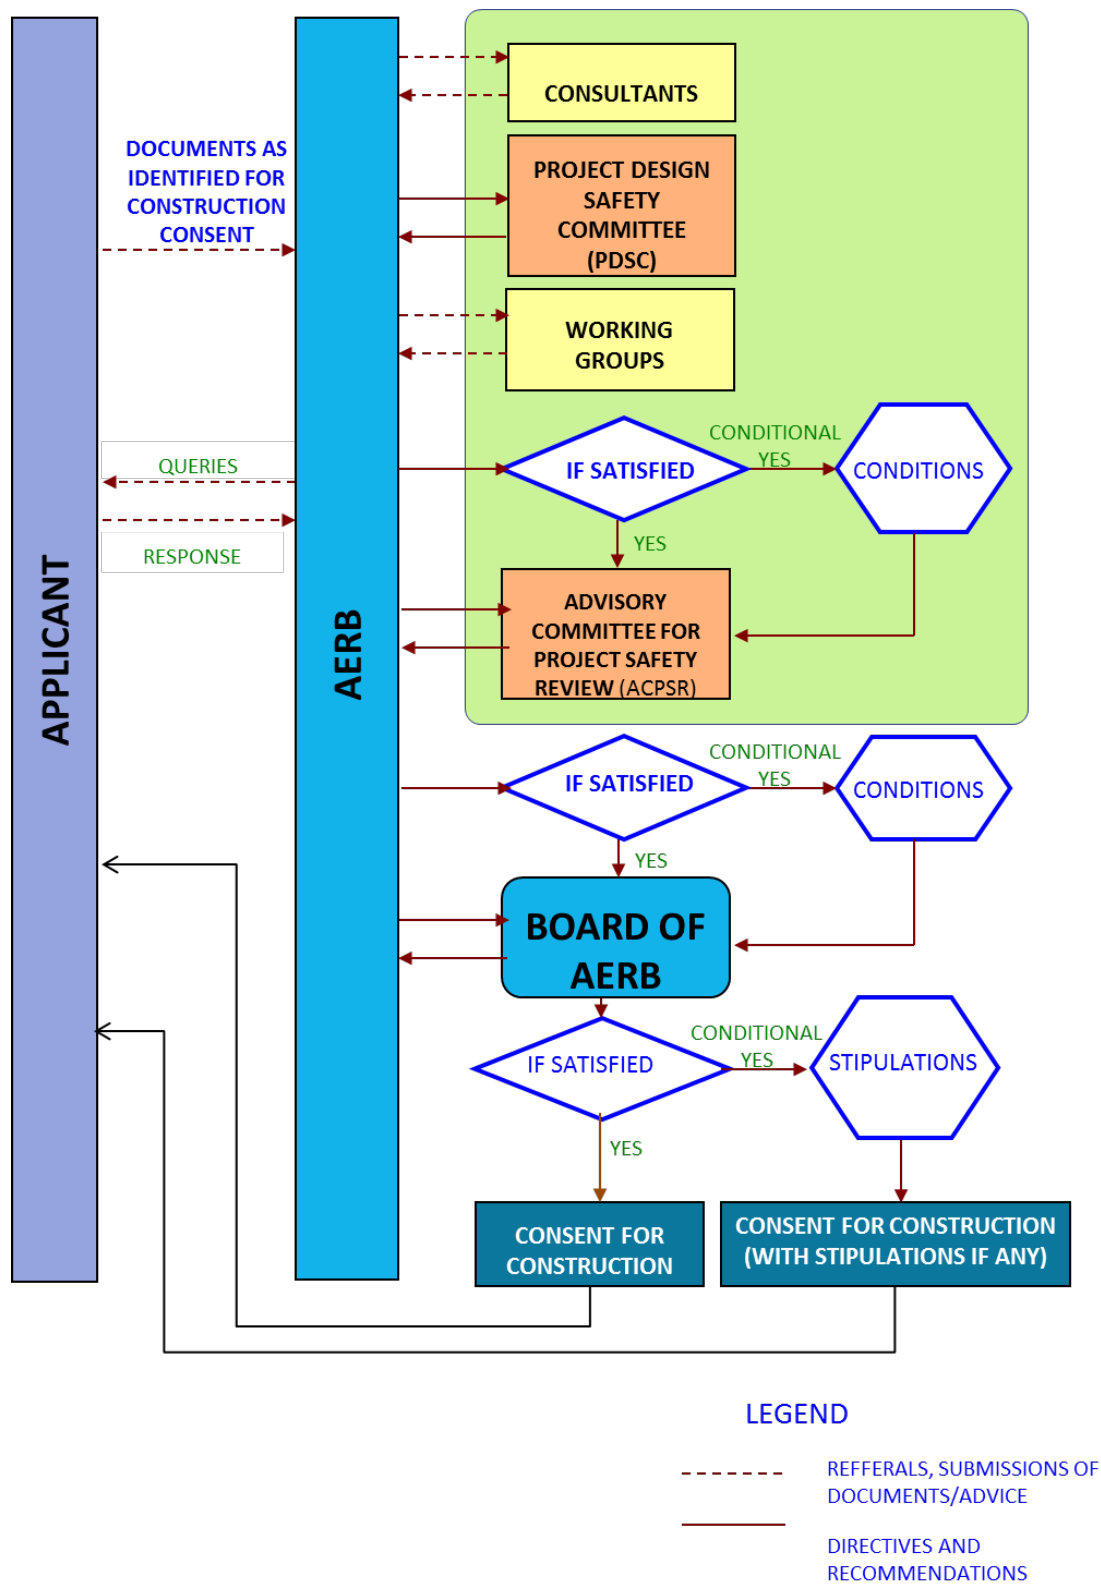 CONSULTANTS
DOCUMENTS AS
IDENTIFIED FOR
CONSTRUCTION
CONSENT
PROJECT DESIGN
SAFETY
COMMITTEE
(PDSC)
WORKING
GROUPS
QUERIES
RESPONSE
APPLICANT
AERB
IF SATISFIED
CONDITIONAL
YES
CONDITIONS
YES
ADVISORY
COMMITTEE FOR
PROJECT SAFETY
REVIEW (ACPSR)
IF SATISFIED
CONDITIONAL
YES
CONDITIONS
YES
BOARD OF
AERB
IF SATISFIED
CONDITIONAL
YES
STIPULATIONS
YES
CONSENT FOR
CONSTRUCTION
CONSENT FOR CONSTRUCTION
(WITH STIPULATIONS IF ANY)
LEGEND
REFFERALS, SUBMISSIONS OF
DOCUMENTS/ADVICE
DIRECTIVES AND
RECOMMENDATIONS